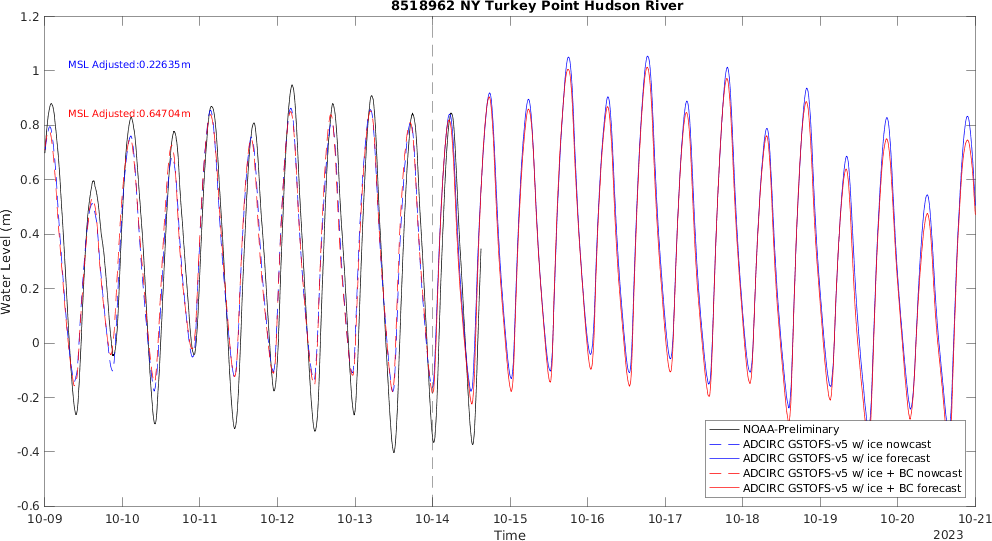 8518962 NY Turkey Point Hudson River
MSL Adjusted:0.22635m
MSL Adjusted:0.64704m
Water Level (m)
1.2
1
0.8
0.6
0.4
0.2
0
-0.2
-0.4
-0.6
NOAA-Preliminary
ADCIRC GSTOFS-v5 w/ ice nowcast
ADCIRC GSTOFS-v5 w/ ice forecast
ADCIRC GSTOFS-v5 w/ ice + BC nowcast
ADCIRC GSTOFS-v5 w/ ice + BC forecast
10-09 10-10 10-11 10-12 10-13 10-14 10-15 10-16 10-17 10-18 10-19 10-20 10-21
Time
2023